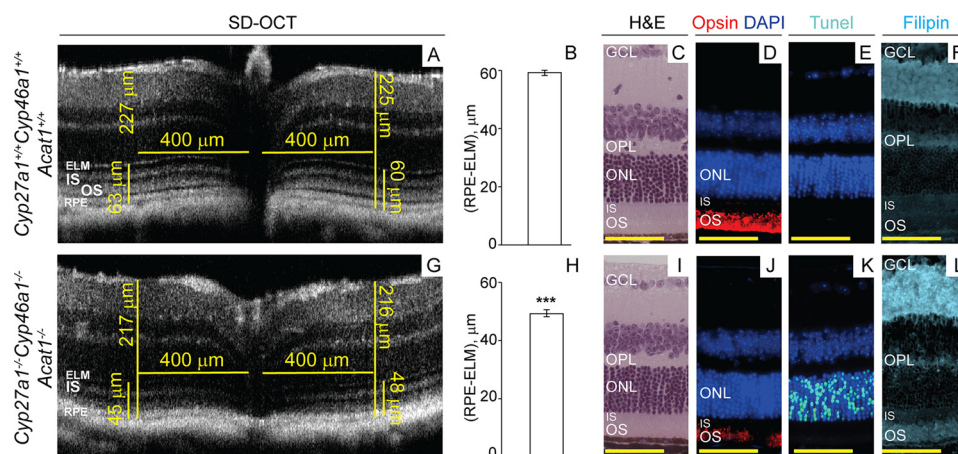 SD-OCT
H&E
Opsin DAPI
Tunel
Filipin
Cyp27a1+/+Cyp46a1+/+
Acat1+/+
A
227 μm
400 μm
400 μm
225 μm
ELM
IS
OS
RPE
63 μm
60 μm
B
(RPE-ELM), μm
60
40
20
0
C
GCL
OPL
ONL
IS
OS
D
ONL
IS
OS
E
F
GCL
OPL
ONL
IS
OS
Cyp27a1-/-Cyp46a1-/-
Acat1-/-
G
217 μm
400 μm
400 μm
216 μm
ELM
IS
RPE
45 μm
48 μm
H
(RPE-ELM), μm
60
40
20
0
***
I
GCL
OPL
ONL
IS
OS
J
ONL
IS
OS
K
L
GCL
OPL
ONL
IS
OS